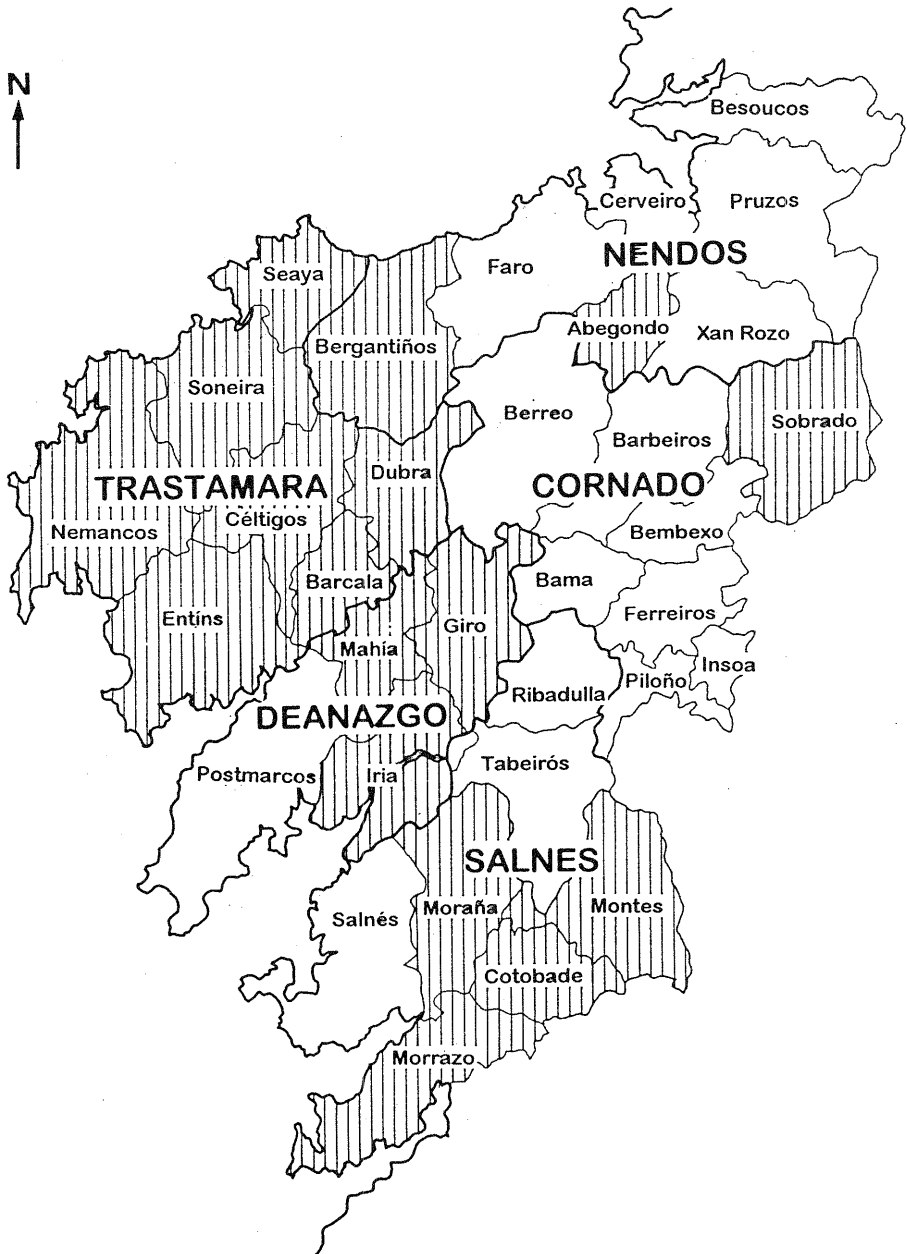 N
Besoucos
Cerveiro
Pruzos
NENDOS
Faro
Seaya
Abegondo
Xan Rozo
Bergantiños
Soneira
Berreo
Barbeiros
Sobrado
Dubra
TRASTAMARA
CORNADO
Céltigos
Nemancos
Bembexo
Barcala
Bama
Entíns
Giro
Ferreiros
Mahía
Insoa
Piloño
Ribadulla
DEANAZGO
Tabeirós
Postmarcos
Iria
SALNES
Salnés
Moraña
Montes
Cotobade
Morrazo